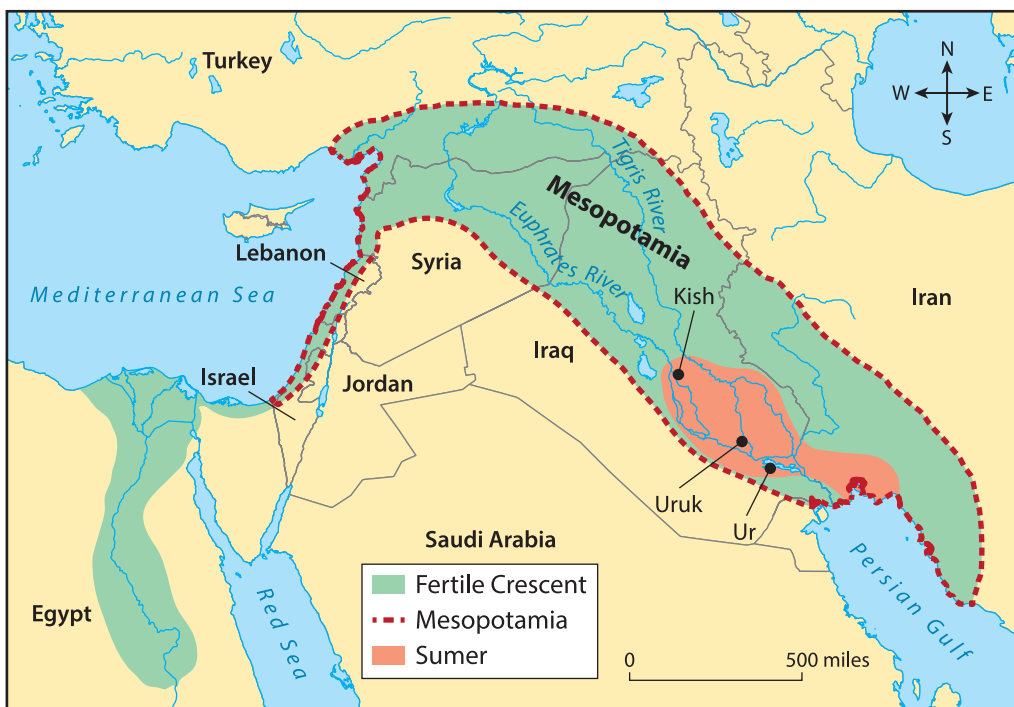 Turkey
N
W
E
S
Tigris River
Mesopotamia
Euphrates River
Lebanon
Syria
Mediterranean Sea
Kish
Iran
Iraq
Israel
Jordan
Uruk
Ur
Saudi Arabia
Persian Gulf
Egypt
Red Sea
Fertile Crescent
Mesopotamia
Sumer
0
500 miles